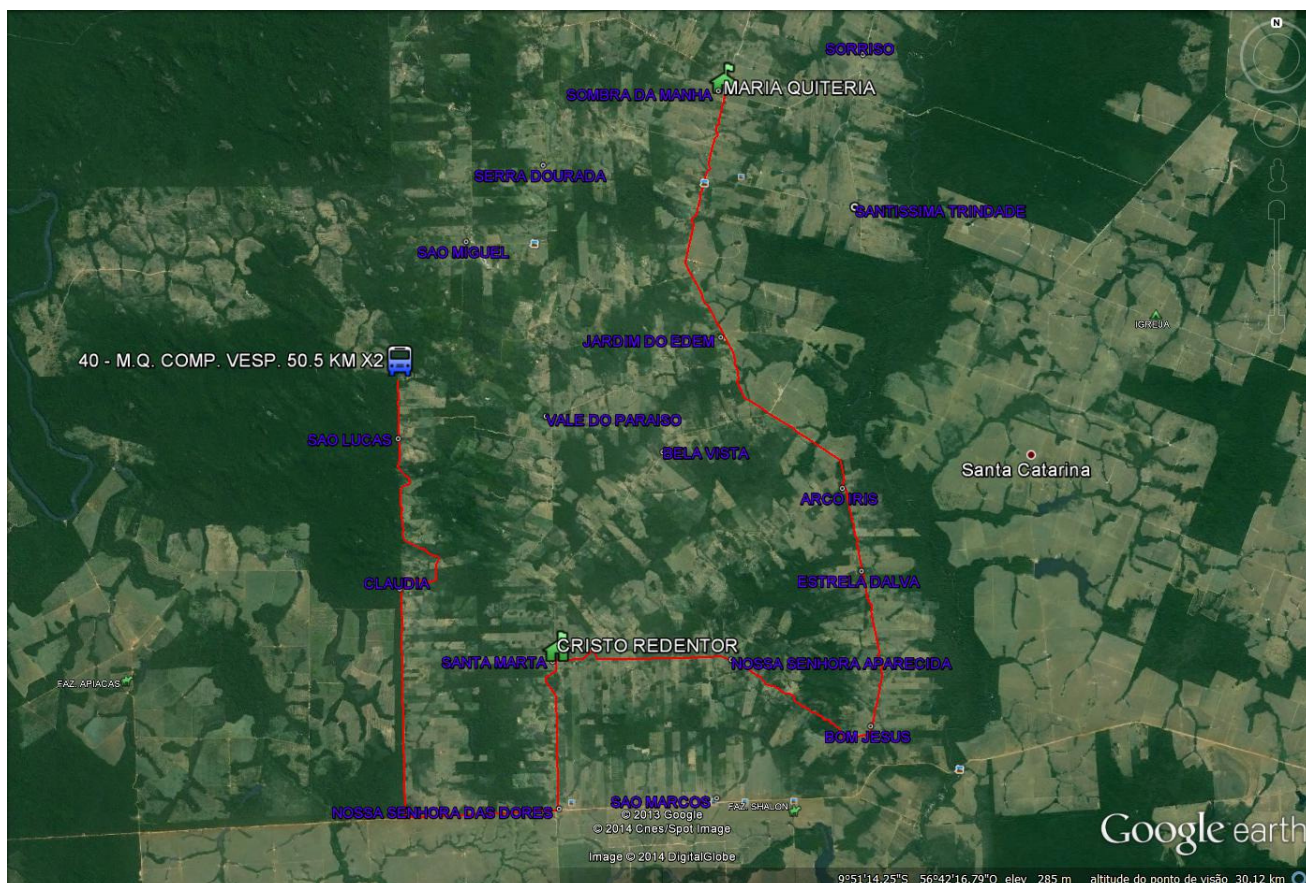 N
SORRISO
MARIA QUITERIA
SOMBRA DA MANHA
SERRA DOURADA
SANTISSIMA TRINDADE
SAO MIGUEL
IGREJA
JARDIM DO EDEM
40 - M.Q. COMP. VESP. 50.5 KM X2
VALE DO PARAISO
SAO LUCAS
BELA VISTA
Santa Catarina
ARCO IRIS
CLAUDIA
ESTRELA DALVA
CRISTO REDENTOR
SANTA MARTA
NOSSA SENHORA APARECIDA
FAZ. APIACAS
BOM JESUS
NOSSA SENHORA DAS DORES
SAO MARCOS
FAZ. SHALON
© 2013 Google
© 2014 Cnes/Spot Image
Image © 2014 DigitalGlobe
Google earth
9°51'14.25"S 56°42'16.79"O elev 285 m altitude do ponto de visão 30.12 km